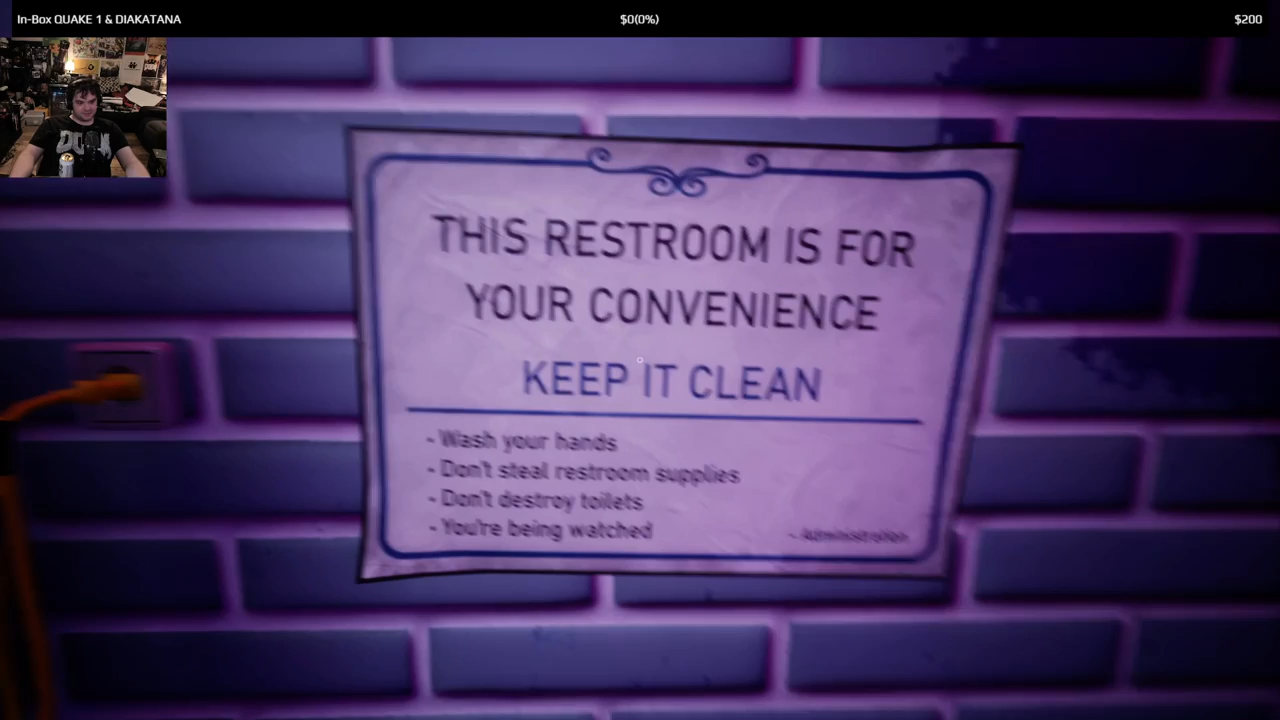 In-Box QUAKE 1 & DIAKATANA
$0(0%)
$200
DOOM
THIS RESTROOM IS FOR
YOUR CONVENIENCE
KEEP IT CLEAN
- Wash your hands
- Don't steal restroom supplies
- Don't destroy toilets
- You're being watched
- Administration